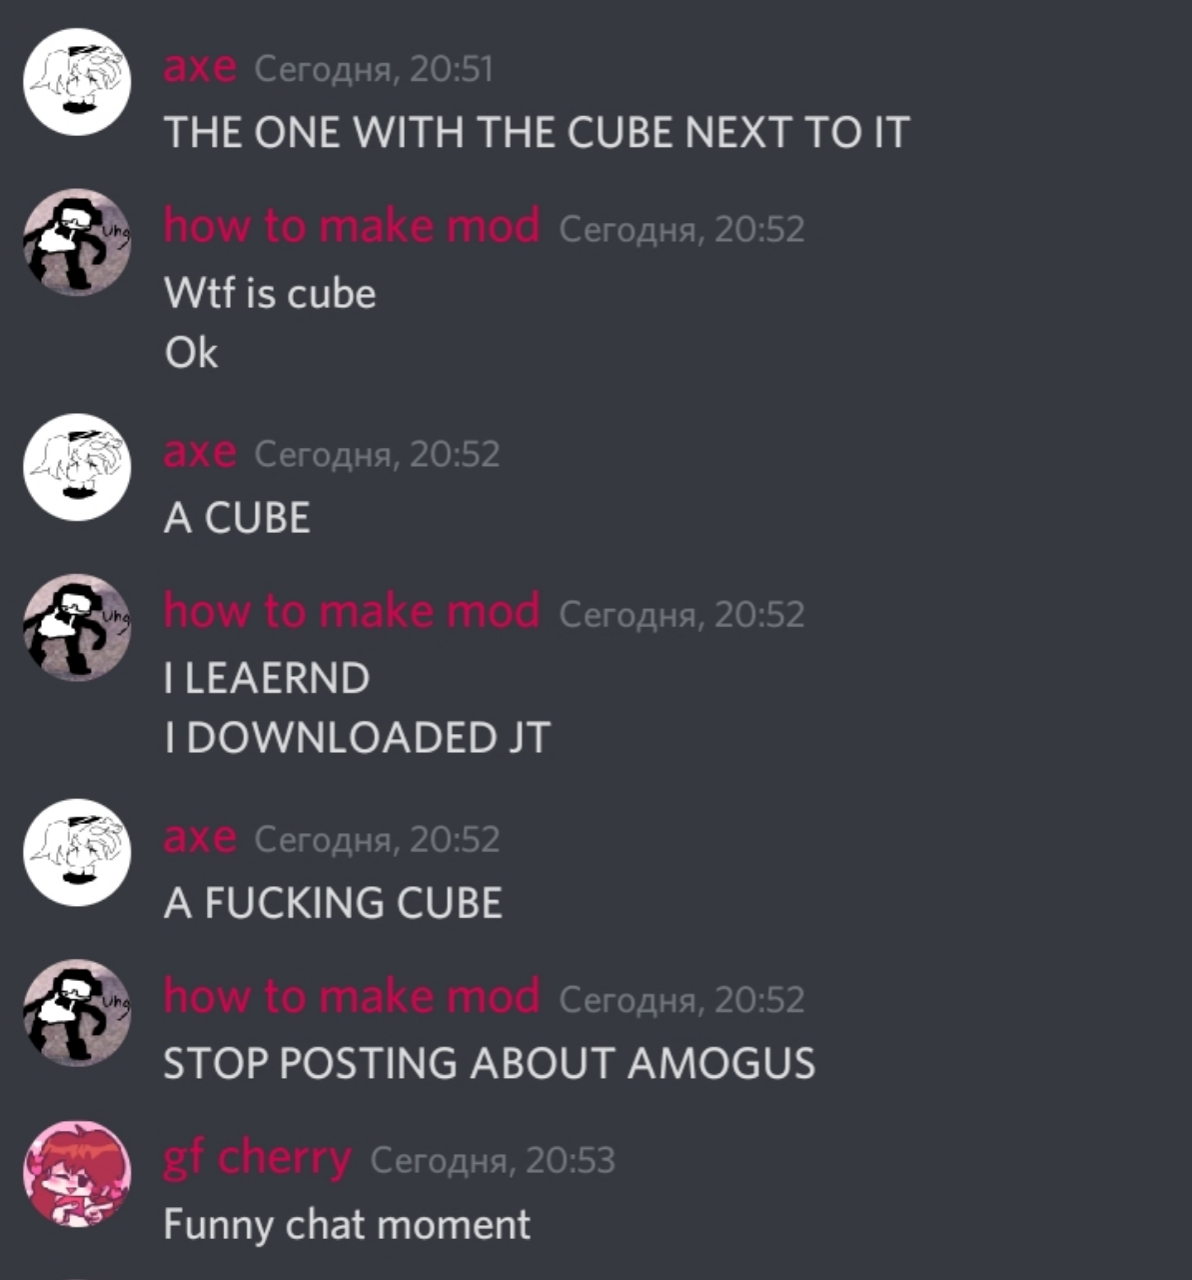 axe Сегодня, 20:51
THE ONE WITH THE CUBE NEXT TO IT
how to make mod Сегодня, 20:52
Uhg
Wtf is cube
Ok
axe Сегодня, 20:52
A CUBE
how to make mod Сегодня, 20:52
Uhg
I LEAERND
I DOWNLOADED JT
axe Сегодня, 20:52
A FUCKING CUBE
how to make mod Сегодня, 20:52
Uhg
STOP POSTING ABOUT AMOGUS
gf cherry Сегодня, 20:53
Funny chat moment